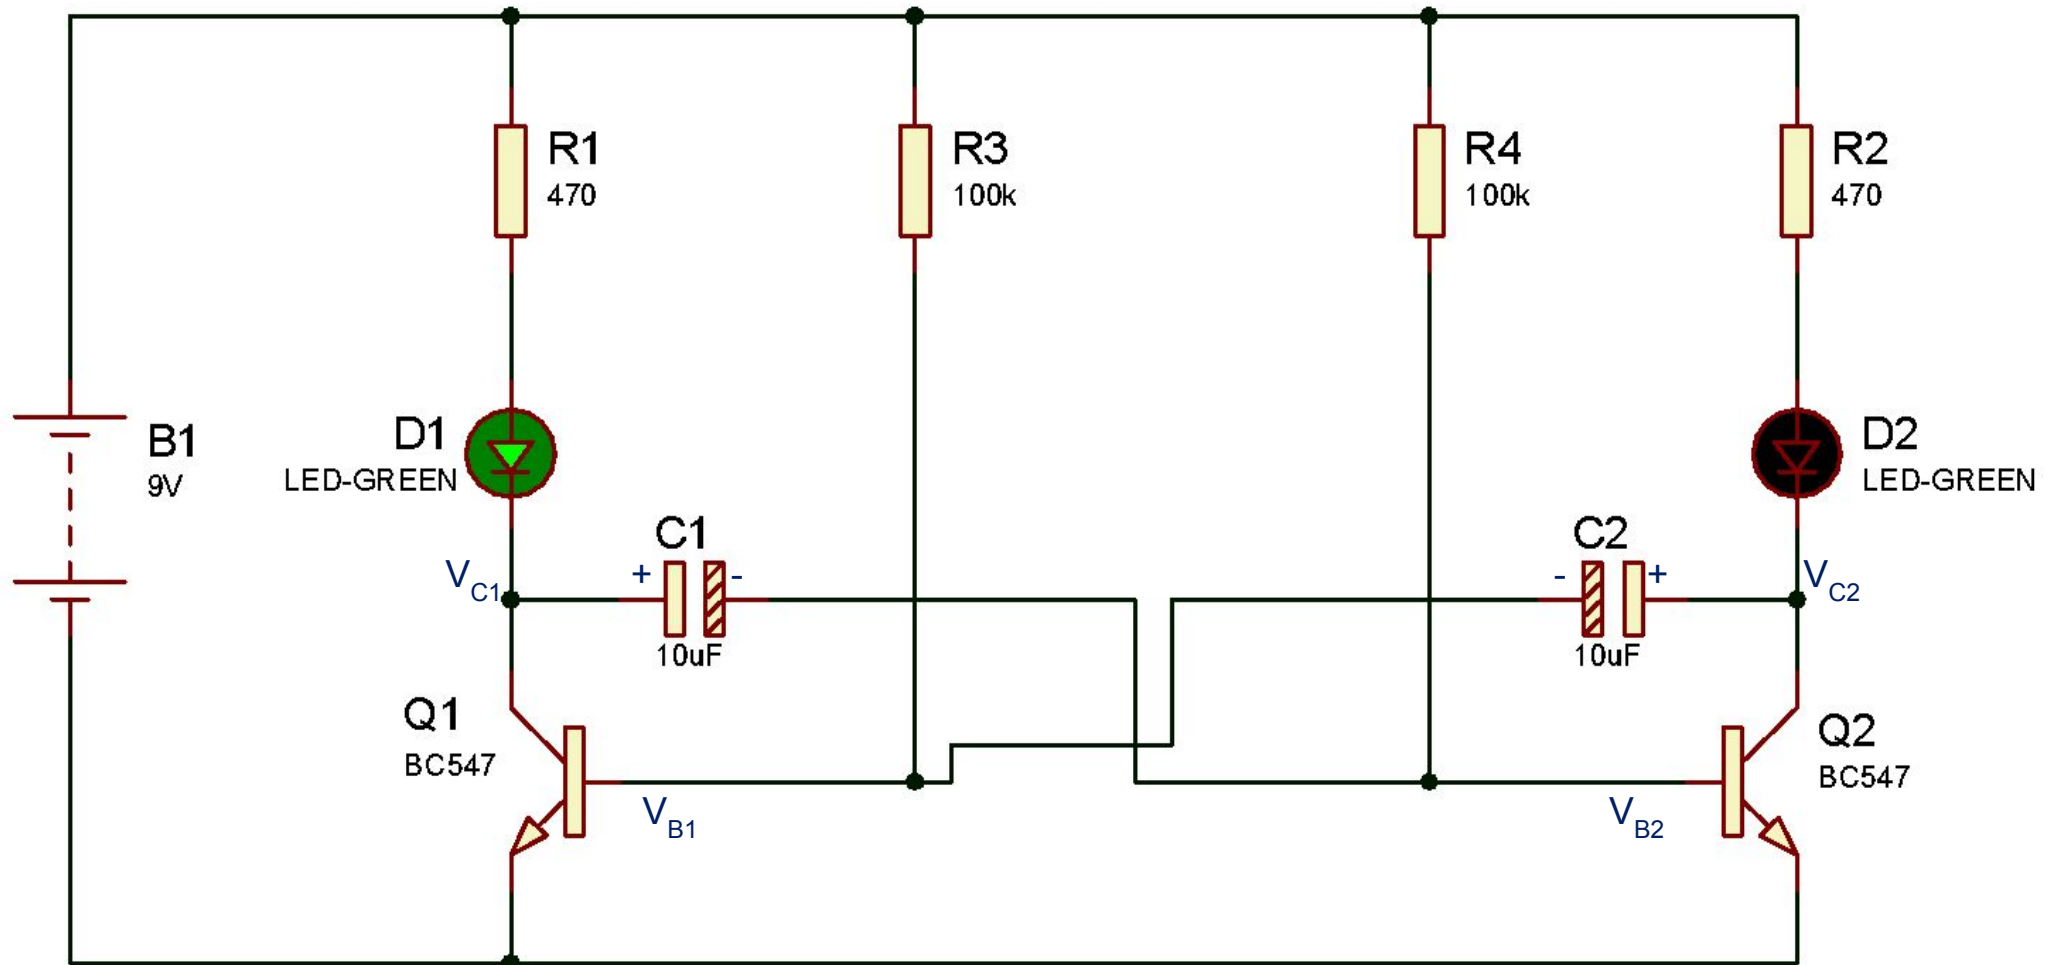 R1
470
R3
100k
R4
100k
R2
470
B1
9V
D1
LED-GREEN
D2
LED-GREEN
C1
+ -
10uF
C2
- +
10uF
VC1
VC2
Q1
BC547
Q2
BC547
VB1
VB2